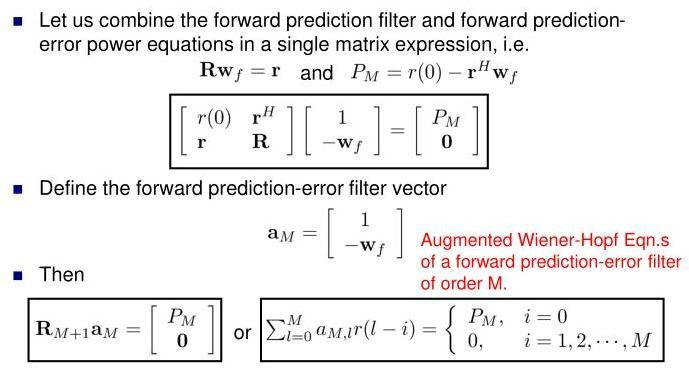 ▪ Let us combine the forward prediction filter and forward prediction-
error power equations in a single matrix expression, i.e.
$\mathbf{R}\mathbf{w}_f = \mathbf{r}$ and $P_M = r(0) - \mathbf{r}^H \mathbf{w}_f$
$\begin{bmatrix} r(0) & \mathbf{r}^H \\ \mathbf{r} & \mathbf{R} \end{bmatrix} \begin{bmatrix} 1 \\ -\mathbf{w}_f \end{bmatrix} = \begin{bmatrix} P_M \\ \mathbf{0} \end{bmatrix}$
▪ Define the forward prediction-error filter vector
$\mathbf{a}_M = \begin{bmatrix} 1 \\ -\mathbf{w}_f \end{bmatrix}$
Augmented Wiener-Hopf Eqn.s
of a forward prediction-error filter
of order M.
▪ Then
$\mathbf{R}_{M+1}\mathbf{a}_M = \begin{bmatrix} P_M \\ \mathbf{0} \end{bmatrix}$ or $\sum_{l=0}^{M} a_{M,l} r(l-i) = \begin{cases} P_M, & i = 0 \\ 0, & i = 1, 2, \cdots, M \end{cases}$